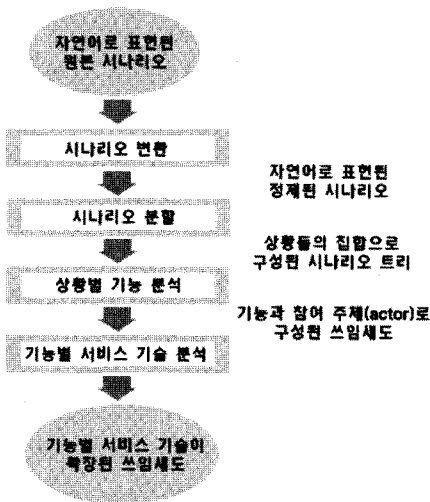 자연어로 표현된
원본 시나리오
시나리오 변환
자연어로 표현된
정제된 시나리오
시나리오 분할
상황들의 집합으로
구성된 시나리오 트리
상황별 기능 분석
기능과 참여 주체(actor)로
구성된 쓰임새도
기능별 서비스 기술 분석
기능별 서비스 기술이
확장된 쓰임새도